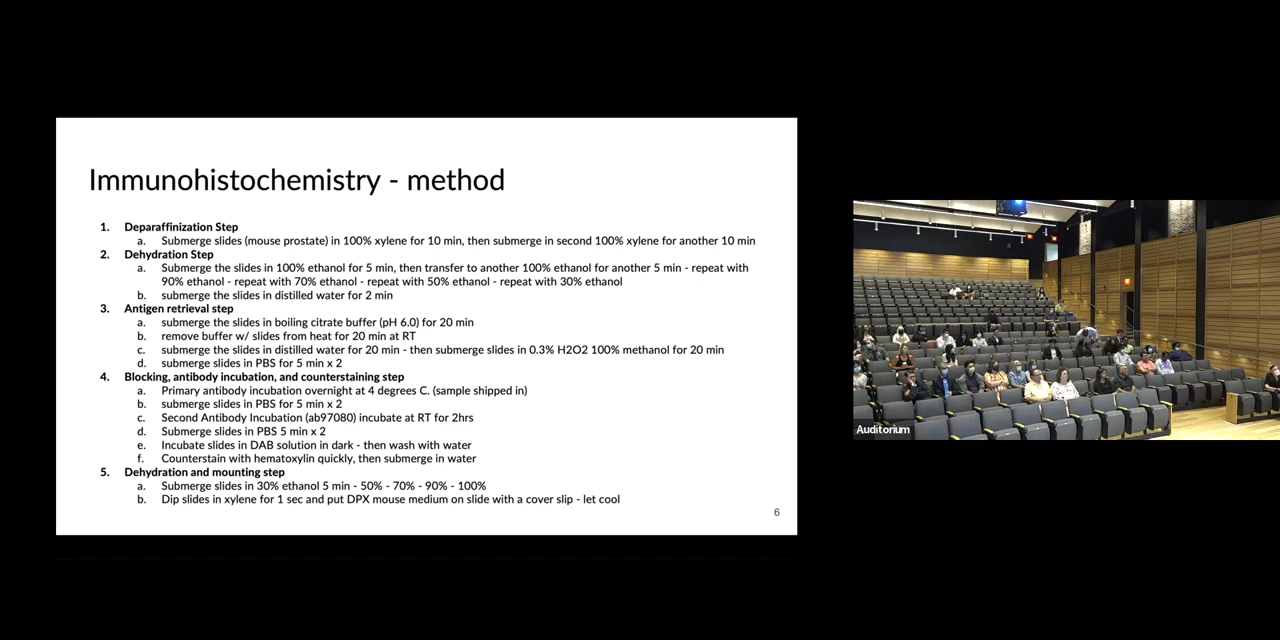 Immunohistochemistry - method
1. Deparaffinization Step
a. Submerge slides (mouse prostate) in 100% xylene for 10 min, then submerge in second 100% xylene for another 10 min
2. Dehydration Step
a. Submerge the slides in 100% ethanol for 5 min, then transfer to another 100% ethanol for another 5 min - repeat with
90% ethanol - repeat with 70% ethanol - repeat with 50% ethanol - repeat with 30% ethanol
b. submerge the slides in distilled water for 2 min
3. Antigen retrieval step
a. submerge the slides in boiling citrate buffer (pH 6.0) for 20 min
b. remove buffer w/ slides from heat for 20 min at RT
c. submerge the slides in distilled water for 20 min - then submerge slides in 0.3% H2O2 100% methanol for 20 min
d. submerge slides in PBS for 5 min x 2
4. Blocking, antibody incubation, and counterstaining step
a. Primary antibody incubation overnight at 4 degrees C. (sample shipped in)
b. submerge slides in PBS for 5 min x 2
c. Second Antibody Incubation (ab97080) incubate at RT for 2hrs
d. Submerge slides in PBS 5 min x 2
e. Incubate slides in DAB solution in dark - then wash with water
f. Counterstain with hematoxylin quickly, then submerge in water
5. Dehydration and mounting step
a. Submerge slides in 30% ethanol 5 min - 50% - 70% - 90% - 100%
b. Dip slides in xylene for 1 sec and put DPX mouse medium on slide with a cover slip - let cool
6
Auditorium